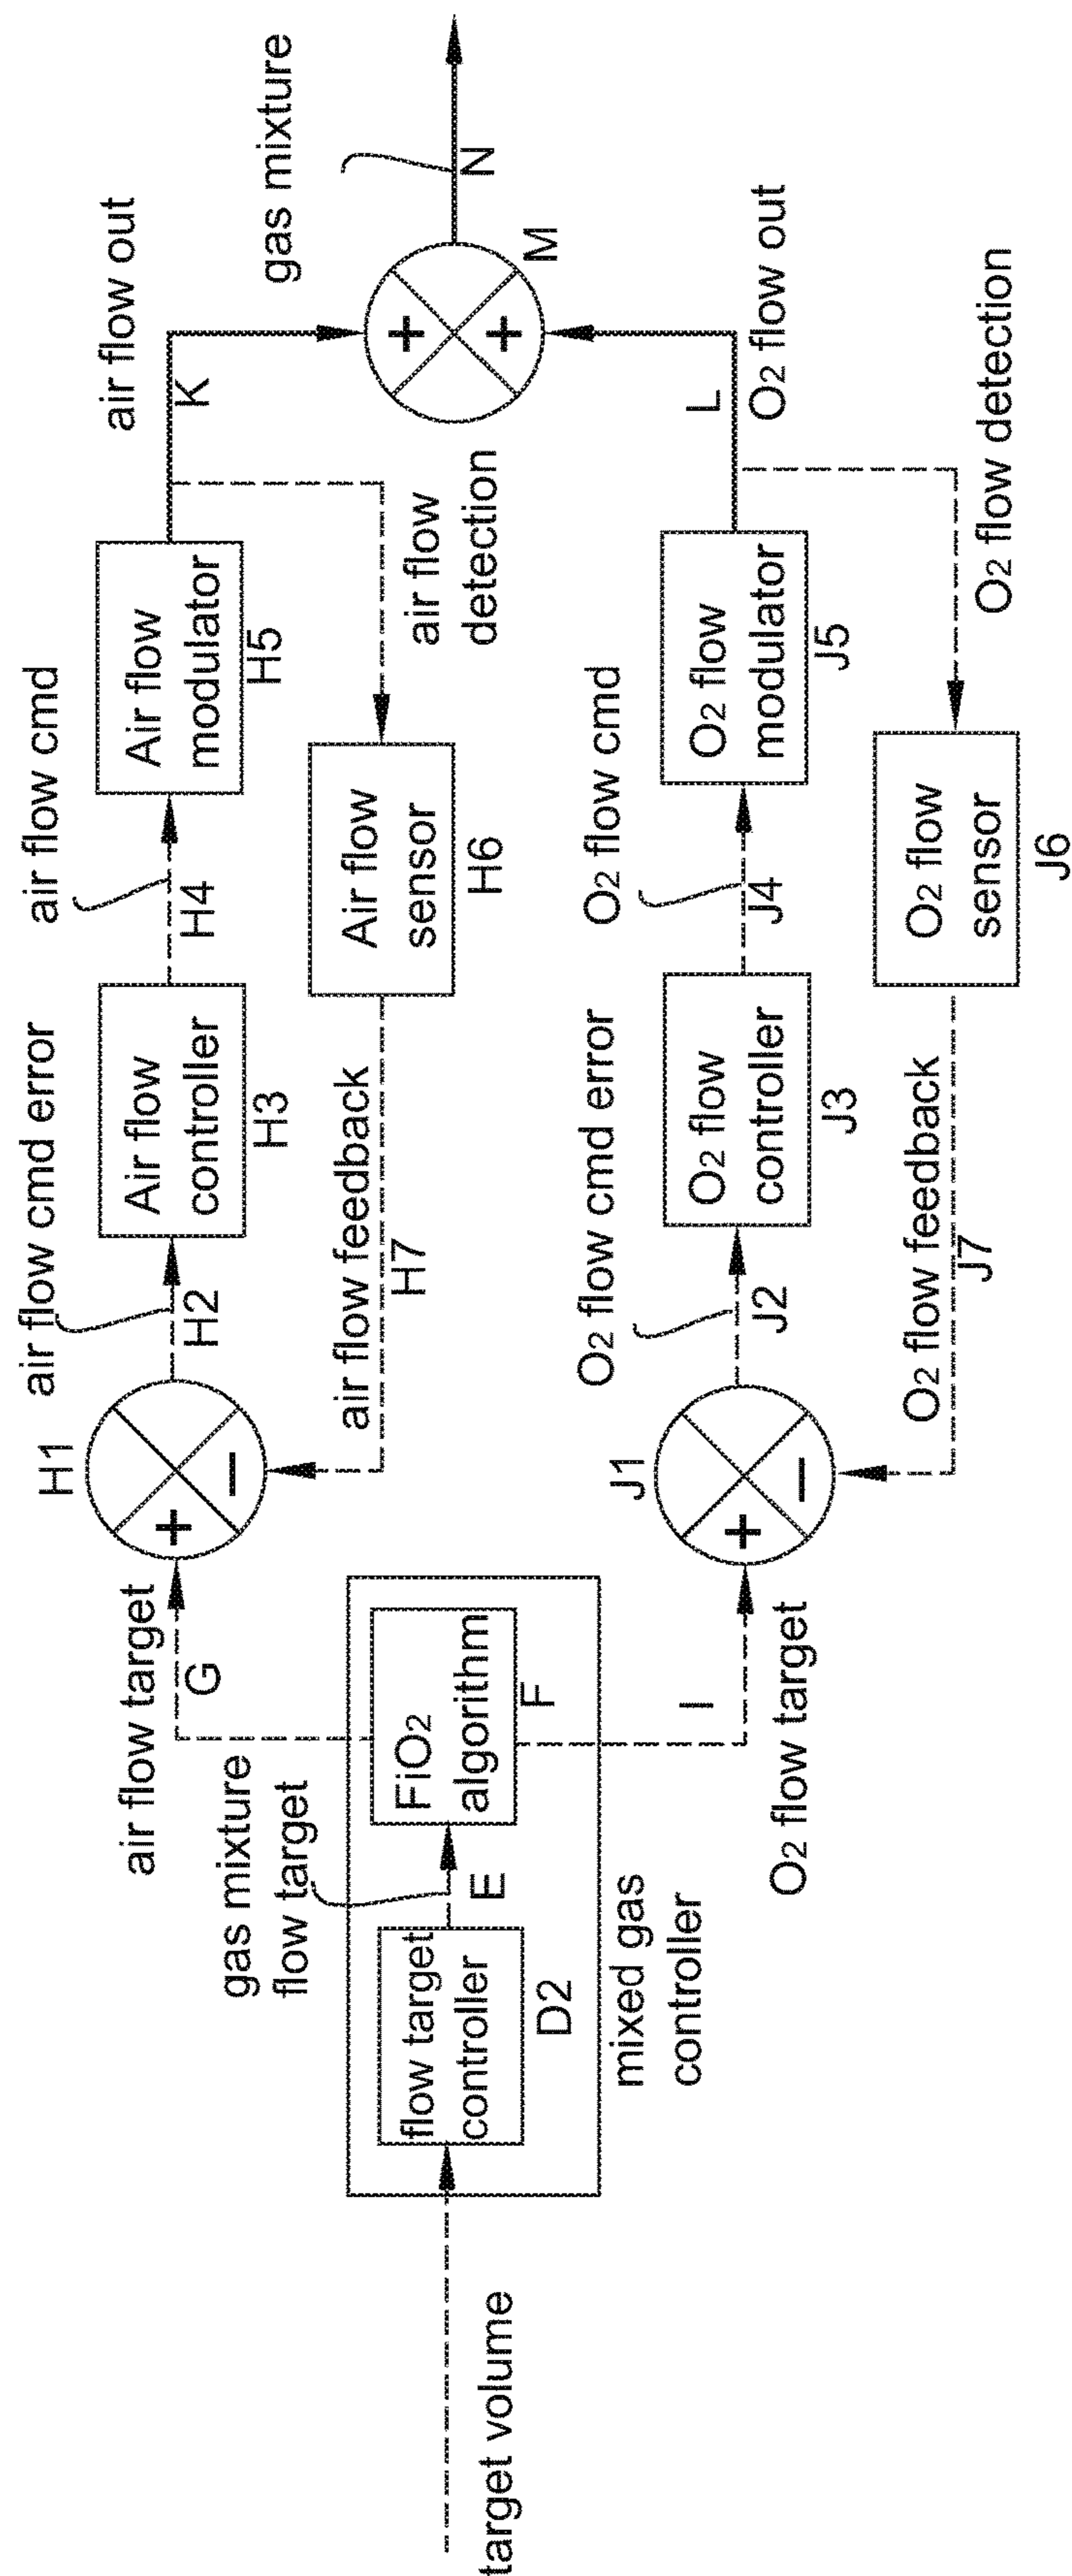 target volume
flow target
controller
D2
mixed gas
controller
gas mixture
flow target
E
FiO2
algorithm
F
air flow target
G
I
O2 flow target
H1
+
−
air flow cmd error
H2
Air flow
controller
H3
air flow cmd
H4
Air flow
modulator
H5
air flow out
K
air flow
detection
Air flow
sensor
H6
air flow feedback
H7
J1
+
−
O2 flow cmd error
J2
O2 flow
controller
J3
O2 flow cmd
J4
O2 flow
modulator
J5
L
O2 flow out
O2 flow detection
O2 flow
sensor
J6
O2 flow feedback
J7
+
+
M
gas mixture
N